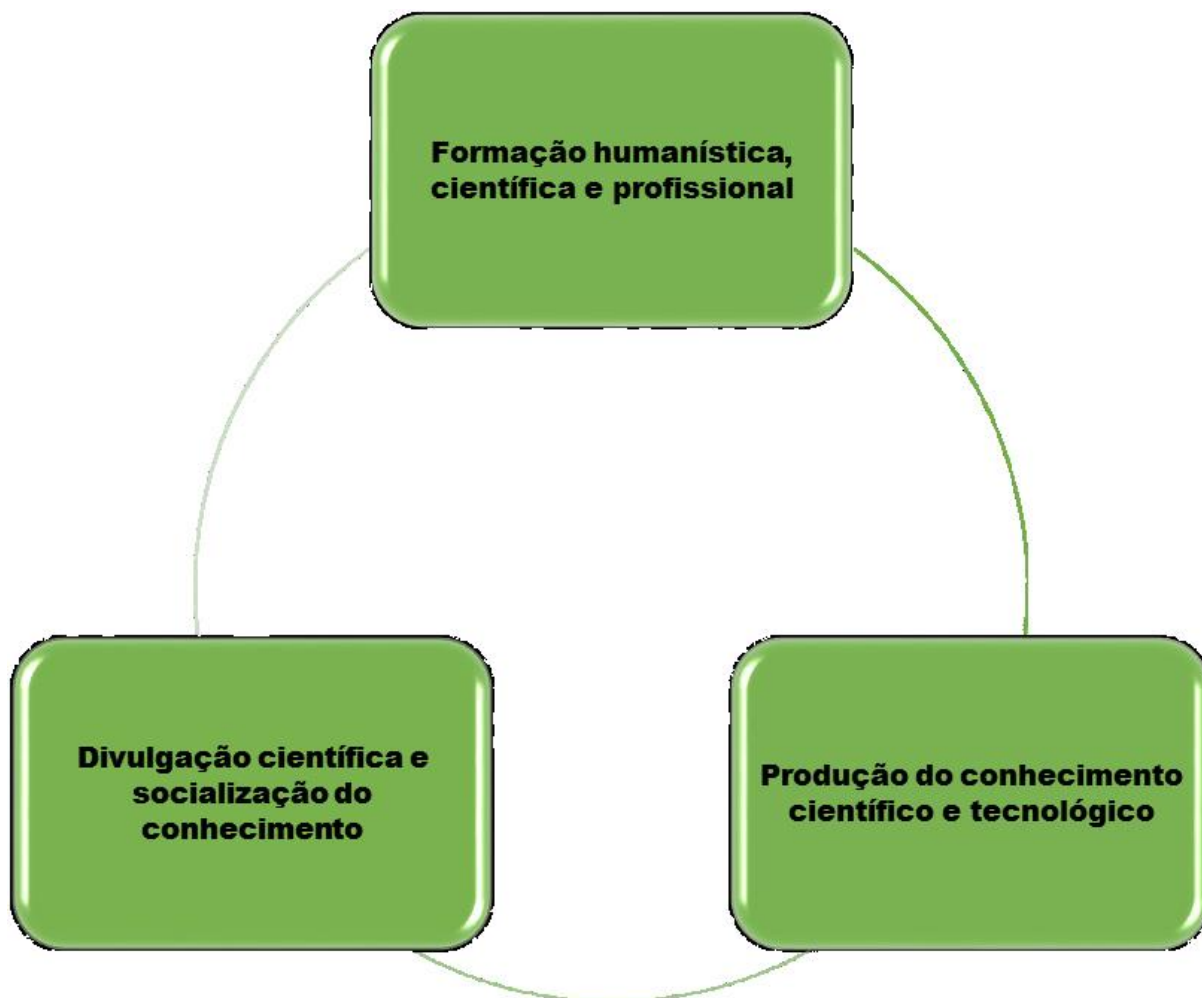 Formação humanística,
científica e profissional
Divulgação científica e
socialização do
conhecimento
Produção do conhecimento
científico e tecnológico